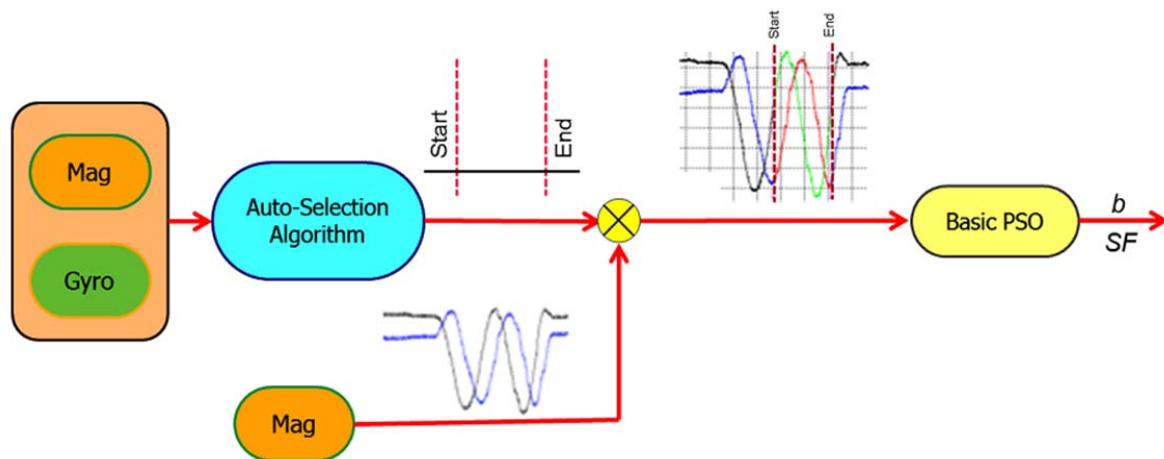 Mag
Gyro
Auto-Selection
Algorithm
Start
End
Mag
Start
End
Basic PSO
b
SF